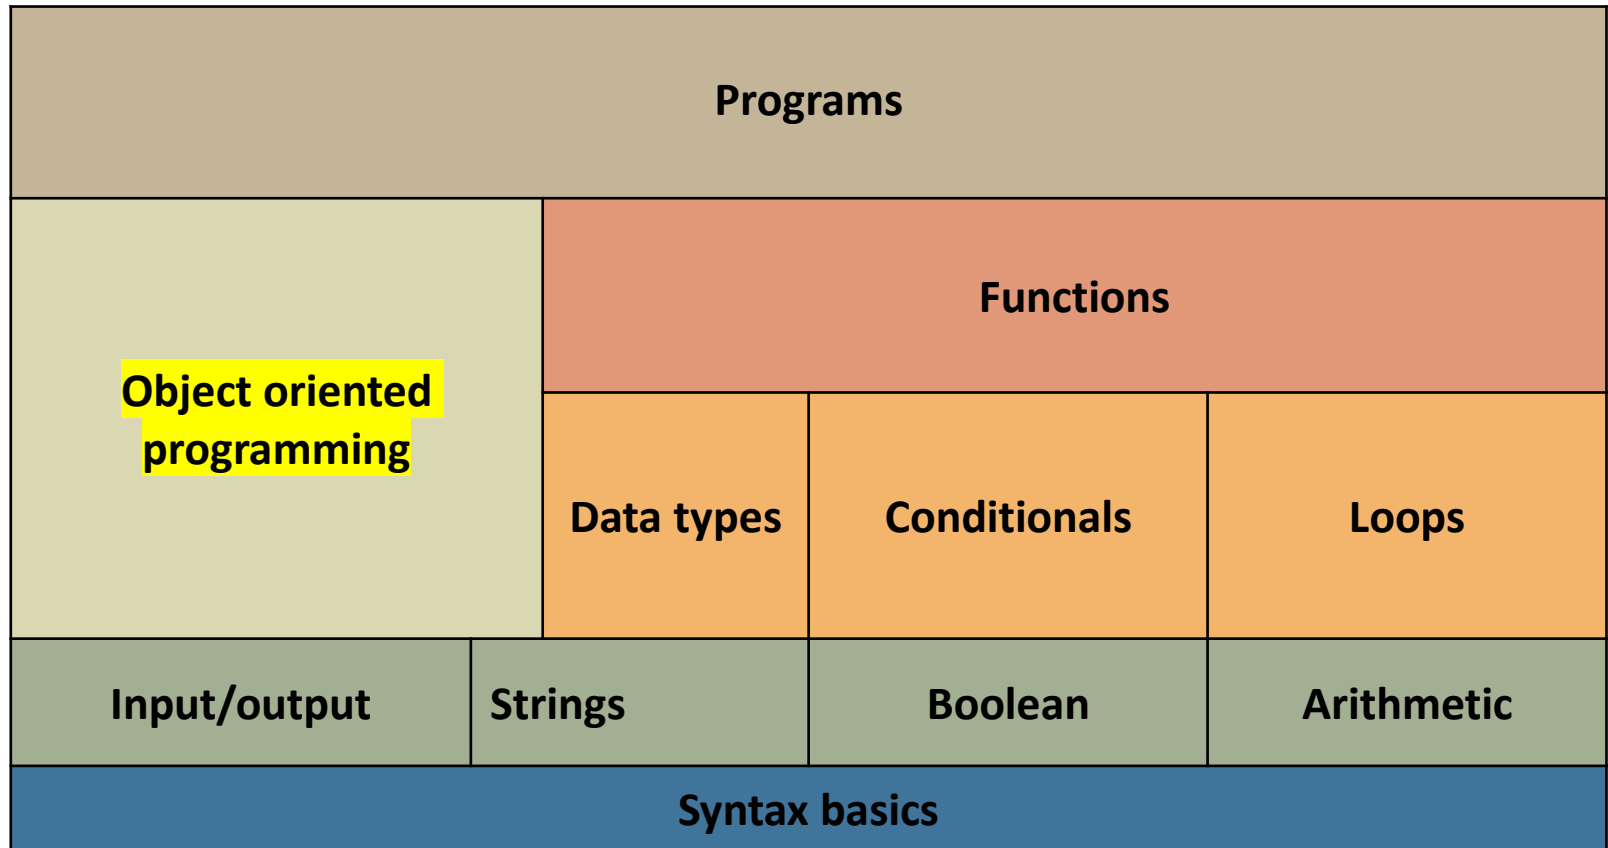 Programs
Functions
Object oriented
programming
Data types
Conditionals
Loops
Input/output
Strings
Boolean
Arithmetic
Syntax basics